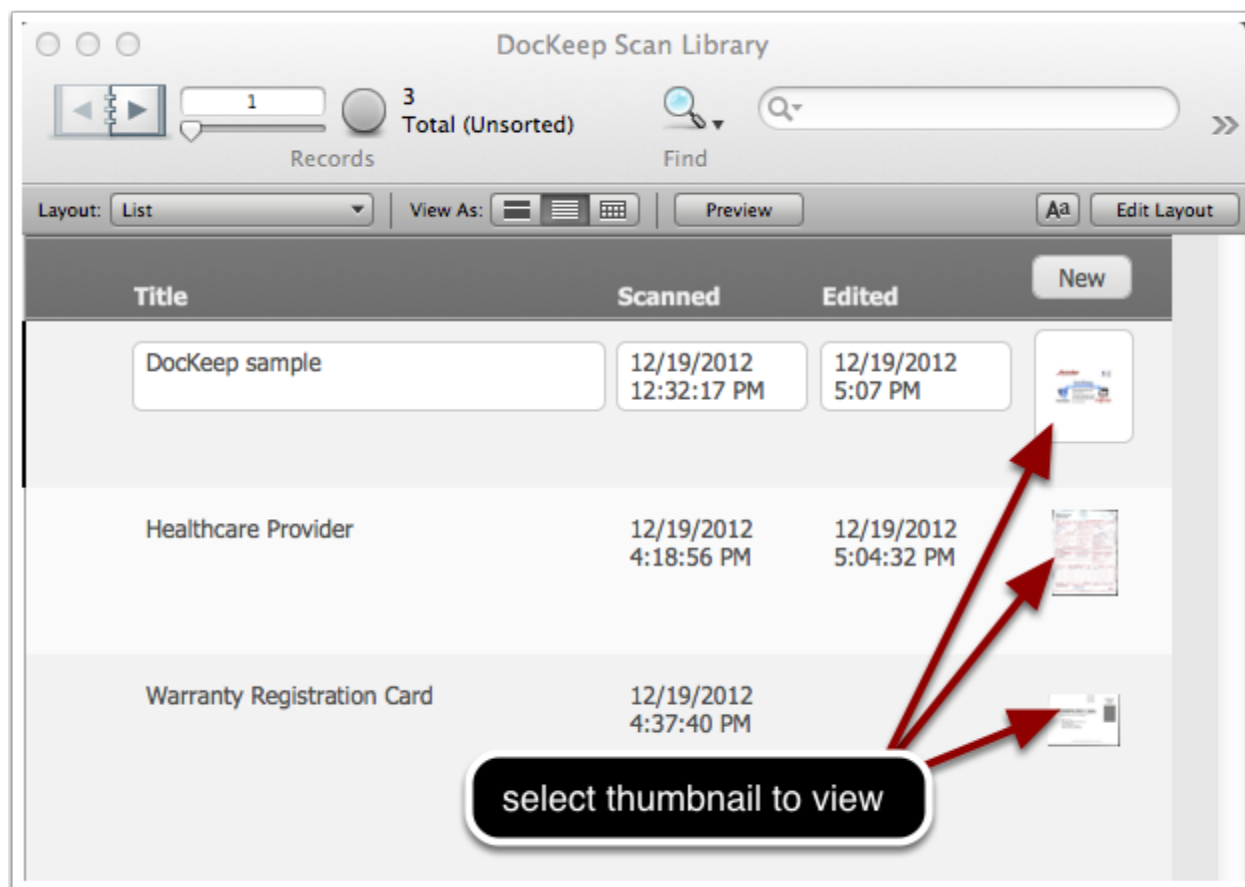 DocKeep Scan Library
1
3
Total (Unsorted)
Records
Find
Layout: List
View As:
Preview
Aa
Edit Layout
Title
Scanned
Edited
New
DocKeep sample
12/19/2012
12:32:17 PM
12/19/2012
5:07 PM
Healthcare Provider
12/19/2012
4:18:56 PM
12/19/2012
5:04:32 PM
Warranty Registration Card
12/19/2012
4:37:40 PM
select thumbnail to view